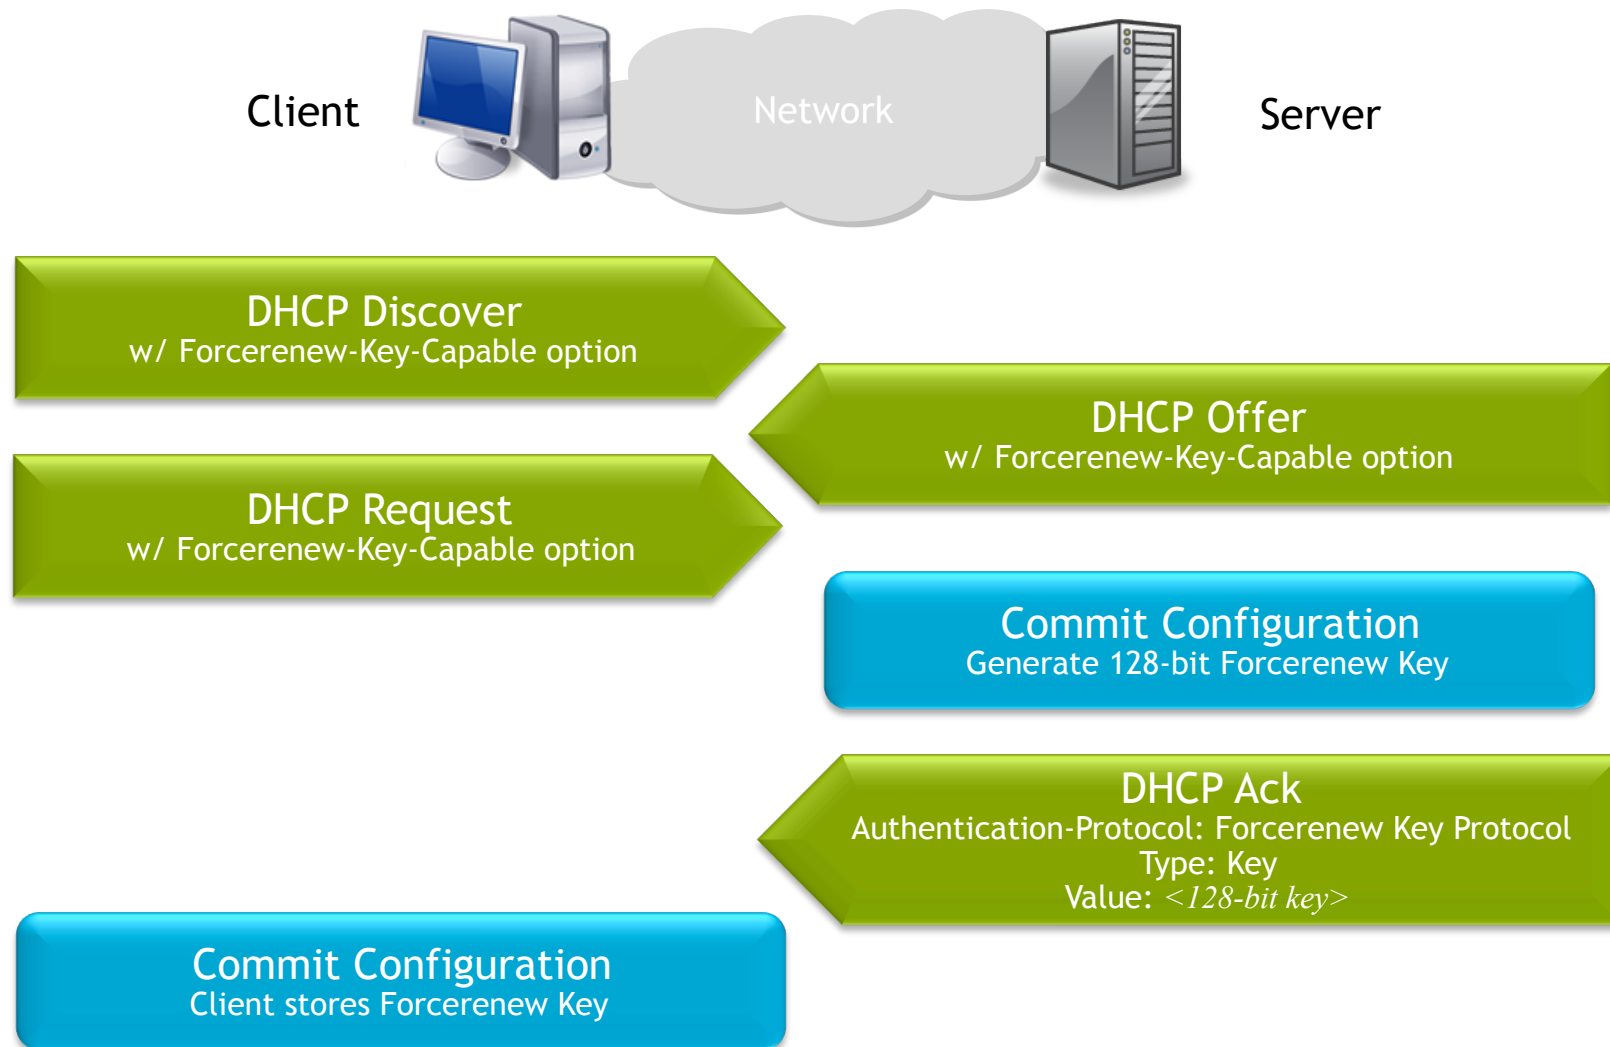 Client
Network
Server
DHCP Discover
w/ Forcerenew-Key-Capable option
DHCP Offer
w/ Forcerenew-Key-Capable option
DHCP Request
w/ Forcerenew-Key-Capable option
Commit Configuration
Generate 128-bit Forcerenew Key
DHCP Ack
Authentication-Protocol: Forcerenew Key Protocol
Type: Key
Value: <128-bit key>
Commit Configuration
Client stores Forcerenew Key